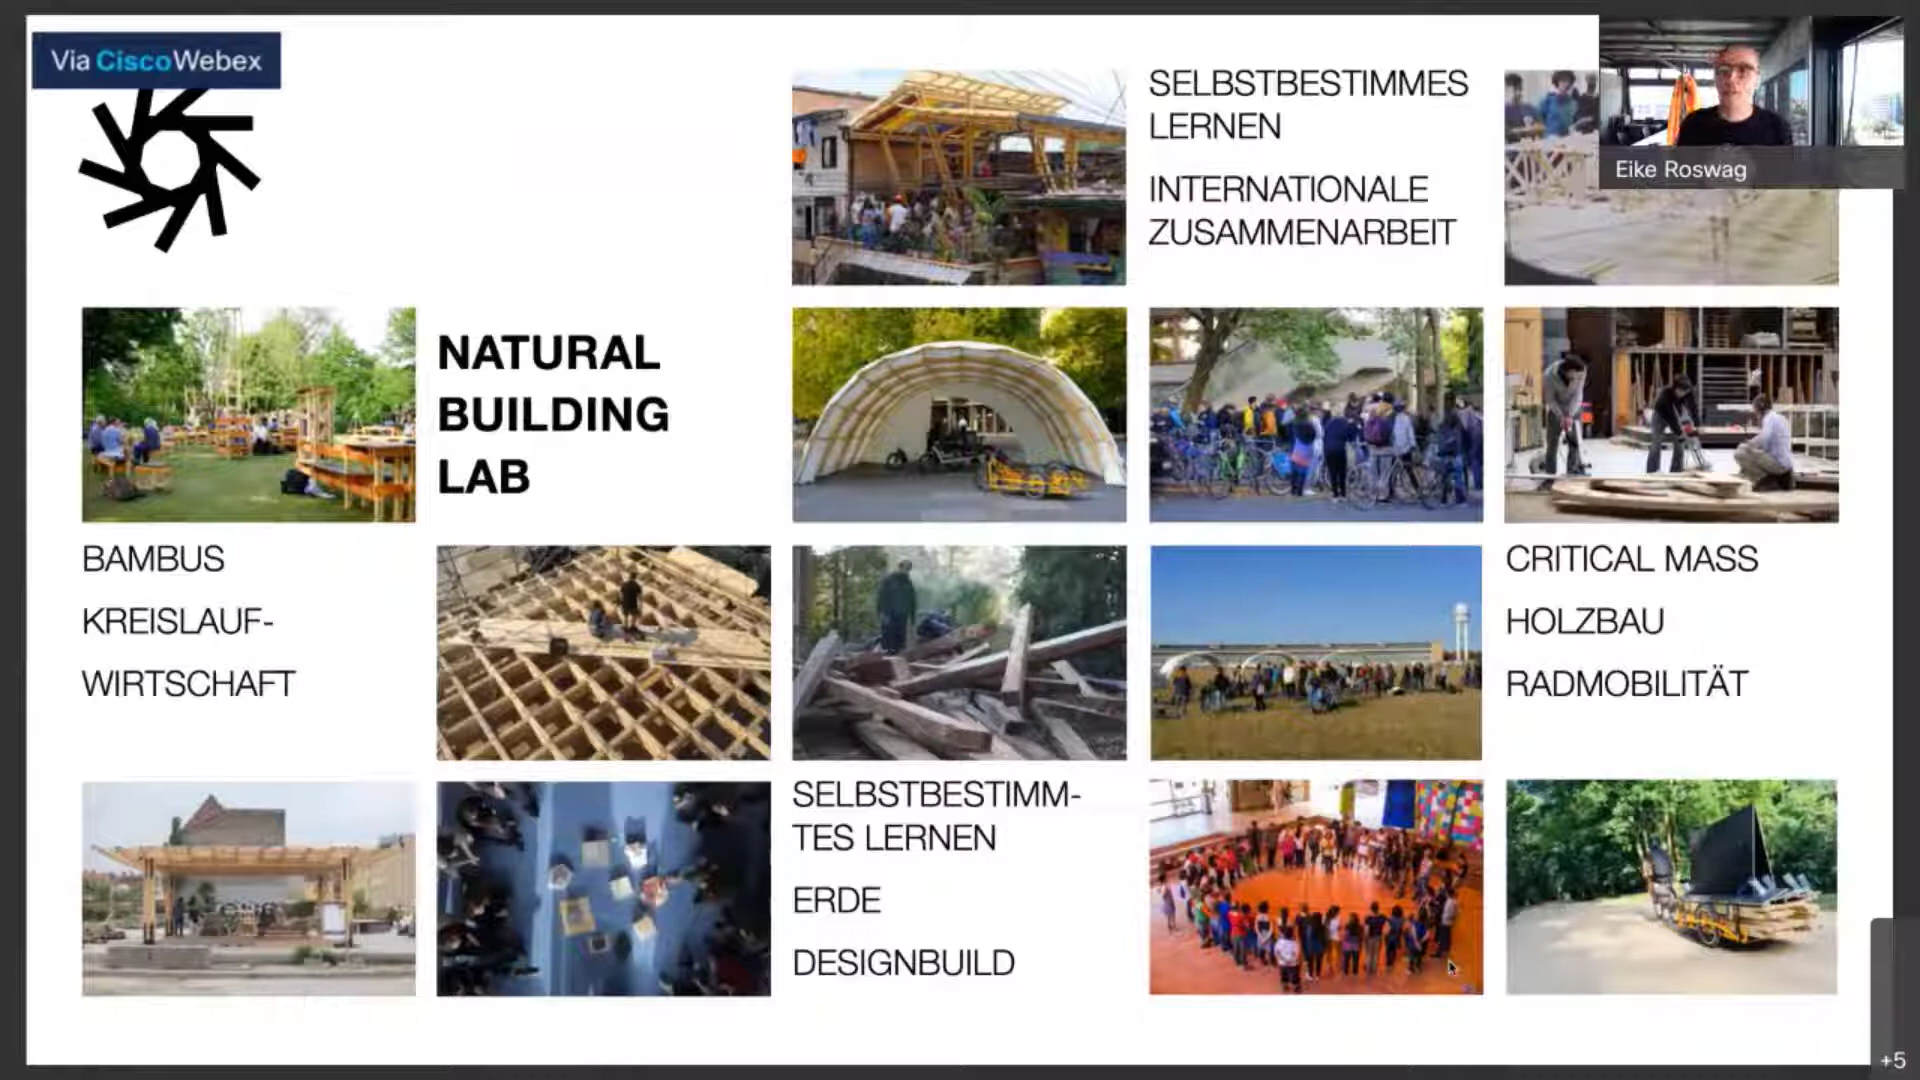 Via CiscoWebex
SELBSTBESTIMMES
LERNEN
INTERNATIONALE
ZUSAMMENARBEIT
Eike Roswag
NATURAL
BUILDING
LAB
BAMBUS
KREISLAUF-
WIRTSCHAFT
CRITICAL MASS
HOLZBAU
RADMOBILITÄT
SELBSTBESTIMM-
TES LERNEN
ERDE
DESIGNBUILD
+5